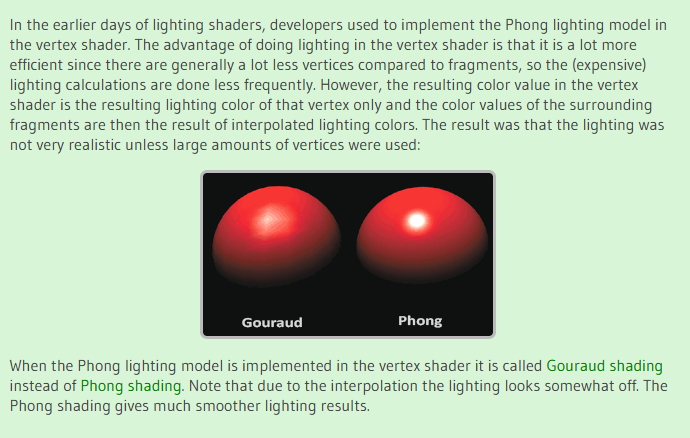 In the earlier days of lighting shaders, developers used to implement the Phong lighting model in
the vertex shader. The advantage of doing lighting in the vertex shader is that it is a lot more
efficient since there are generally a lot less vertices compared to fragments, so the (expensive)
lighting calculations are done less frequently. However, the resulting color value in the vertex
shader is the resulting lighting color of that vertex only and the color values of the surrounding
fragments are then the result of interpolated lighting colors. The result was that the lighting was
not very realistic unless large amounts of vertices were used:
Gouraud
Phong
When the Phong lighting model is implemented in the vertex shader it is called Gouraud shading
instead of Phong shading. Note that due to the interpolation the lighting looks somewhat off. The
Phong shading gives much smoother lighting results.